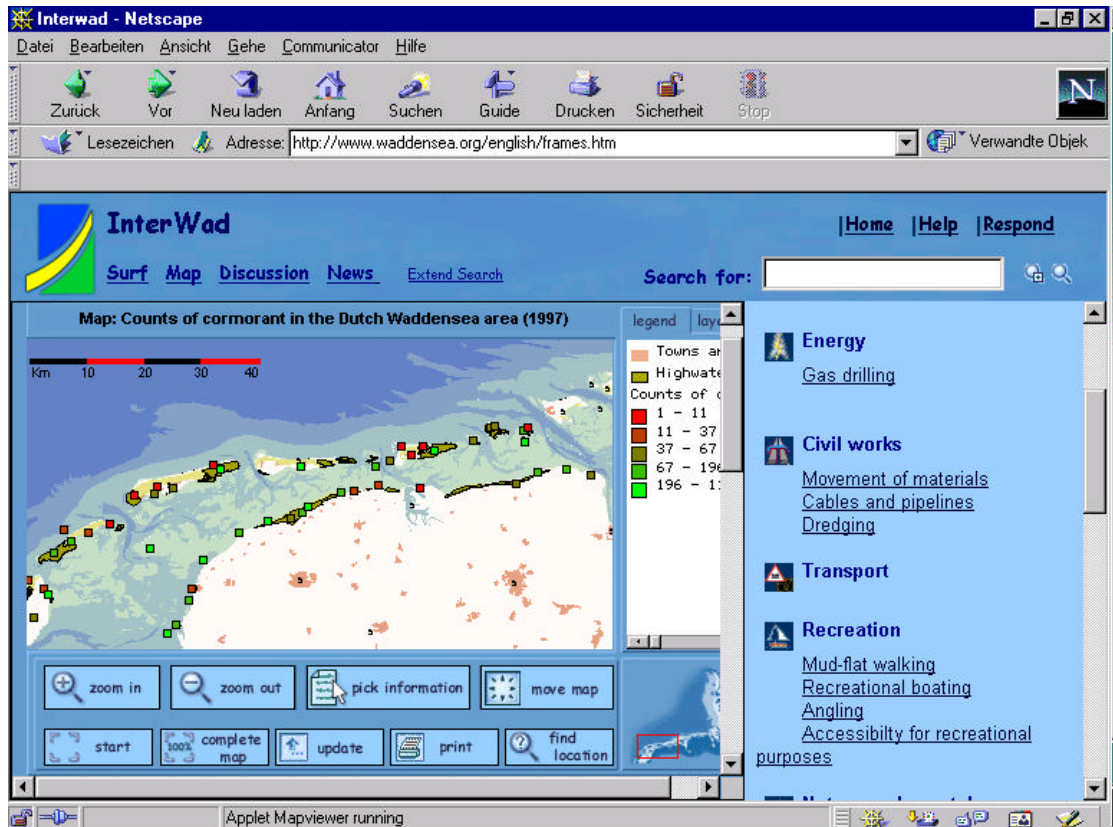 Interwad - Netscape
Datei Bearbeiten Ansicht Gehe Communicator Hilfe
Zurück Vor Neu laden Anfang Suchen Guide Drucken Sicherheit Stop
N
Lesezeichen Adresse: http://www.waddensea.org/english/frames.htm Verwandte Objek
InterWad
|Home |Help |Respond
Surf Map Discussion News Extend Search Search for:
Map: Counts of cormorant in the Dutch Waddensea area (1997)
Km 10 20 30 40
legend
Towns
Counts of
1 - 11
11 - 37
37 - 67
67 - 196
196 -
zoom in zoom out pick information move map
start 100% complete map update print find location
Energy
Gas drilling
Civil works
Movement of materials
Cables and pipelines
Dredging
Transport
Recreation
Mud-flat walking
Recreational boating
Angling
Accessibilty for recreational
purposes
Applet Mapviewer running